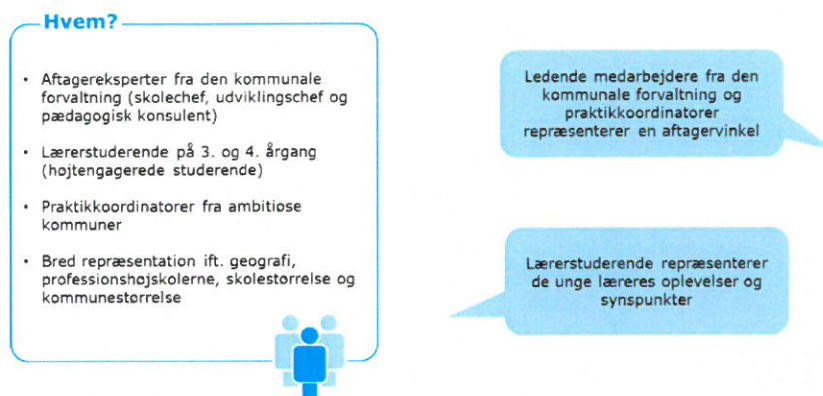 Hvem?
• Aftagereksperter fra den kommunale
forvaltning (skolechef, udviklingschef og
pædagogisk konsulent)
• Lærerstuderende på 3. og 4. årgang
(højtengagerede studerende)
• Praktikkoordinatorer fra ambitiøse
kommuner
• Bred repræsentation ift. geografi,
professionshøjskolerne, skolestørrelse og
kommunestørrelse
Ledende medarbejdere fra den
kommunale forvaltning og
praktikkoordinatorer
repræsenterer en aftagervinkel
Lærerstuderende repræsenterer
de unge læreres oplevelser og
synspunkter